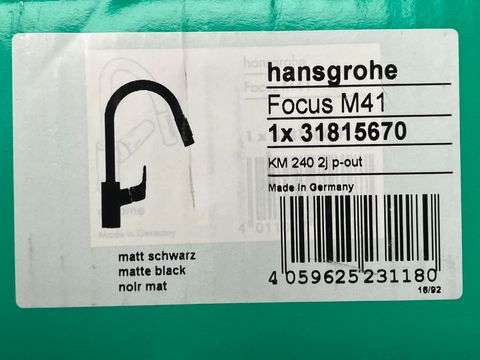 hansgrohe
Focus M41
1x 31815670
KM 240 2j p-out
Made in Germany
matt schwarz
matte black
noir mat
4 059625 231180
16/92